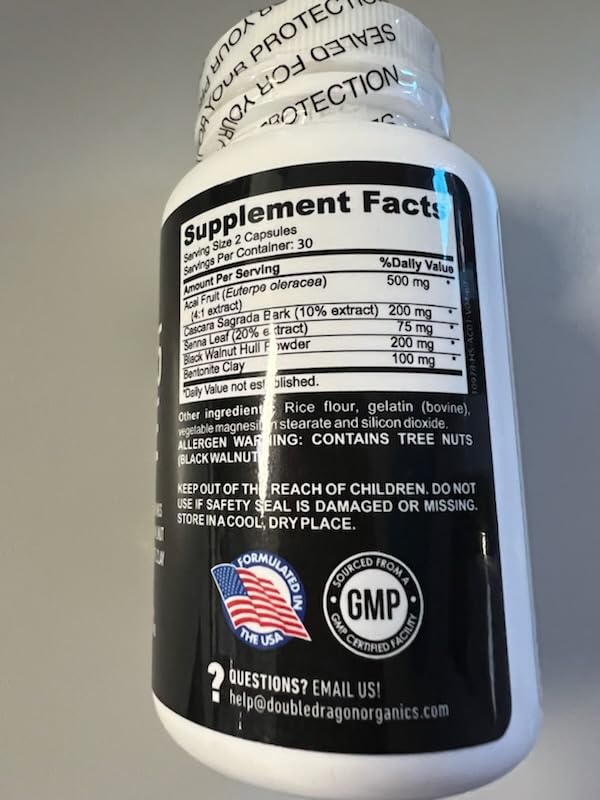 YOUR PROTECTION
SEALED FOR YOUR
PROTECTION
Supplement Facts
Serving Size 2 Capsules
Servings Per Container: 30
Amount Per Serving %Daily Value
Acai Fruit (Euterpe oleracea) 500 mg *
(4:1 extract)
Cascara Sagrada Bark (10% extract) 200 mg *
Senna Leaf (20% extract) 75 mg *
Black Walnut Hull Powder 200 mg *
Bentonite Clay 100 mg *
*Daily Value not established.
Other ingredients: Rice flour, gelatin (bovine),
vegetable magnesium stearate and silicon dioxide.
ALLERGEN WARNING: CONTAINS TREE NUTS
(BLACK WALNUT
KEEP OUT OF THE REACH OF CHILDREN. DO NOT
USE IF SAFETY SEAL IS DAMAGED OR MISSING.
STORE IN A COOL, DRY PLACE.
FORMULATED IN
THE USA
SOURCED FROM A
GMP
GMP CERTIFIED FACILITY
? QUESTIONS? EMAIL US!
help@doubledragonorganics.com